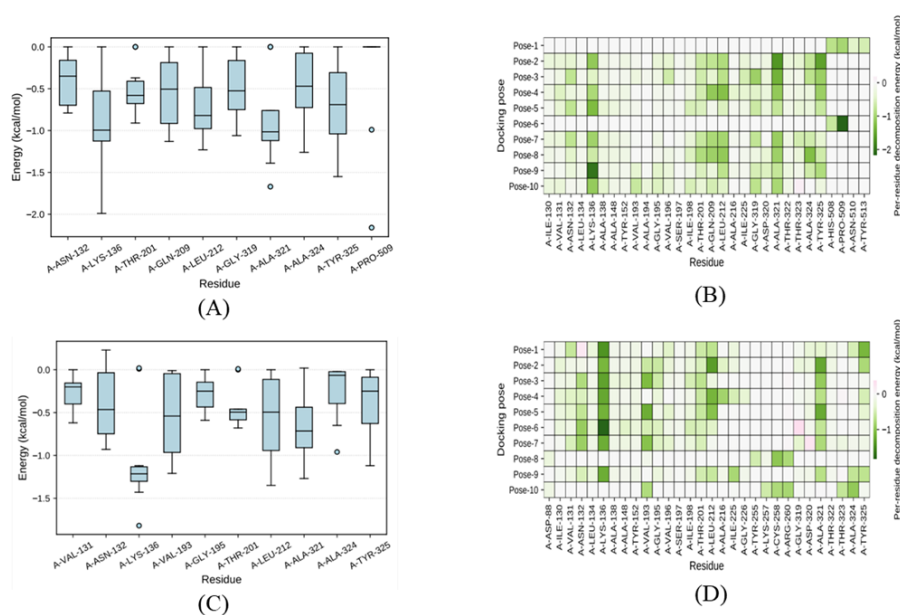 0.0
−0.5
−1.0
−1.5
−2.0
Energy (kcal/mol)
A-ASN-132
A-LYS-136
A-THR-201
A-GLN-209
A-LEU-212
A-GLY-319
A-ALA-321
A-ALA-324
A-TYR-325
A-PRO-509
Residue
(A)
Docking pose
Pose-1
Pose-2
Pose-3
Pose-4
Pose-5
Pose-6
Pose-7
Pose-8
Pose-9
Pose-10
A-ILE-130
A-VAL-131
A-ASN-132
A-LEU-134
A-LYS-136
A-ALA-138
A-ALA-148
A-TYR-152
A-VAL-193
A-ALA-194
A-GLY-195
A-VAL-196
A-SER-197
A-ILE-198
A-THR-201
A-GLN-209
A-LEU-212
A-ALA-216
A-ILE-225
A-GLY-319
A-ASP-320
A-ALA-321
A-THR-322
A-THR-323
A-ALA-324
A-TYR-325
A-HIS-508
A-PRO-509
A-ASN-510
A-TYR-513
Residue
0
−1
−2
Per-residue decomposition energy (kcal/mol)
(B)
0.0
−0.5
−1.0
−1.5
Energy (kcal/mol)
A-VAL-131
A-ASN-132
A-LYS-136
A-VAL-193
A-GLY-195
A-THR-201
A-LEU-212
A-ALA-321
A-ALA-324
A-TYR-325
Residue
(C)
Docking pose
Pose-1
Pose-2
Pose-3
Pose-4
Pose-5
Pose-6
Pose-7
Pose-8
Pose-9
Pose-10
A-ASP-88
A-ILE-130
A-VAL-131
A-ASN-132
A-LEU-134
A-LYS-136
A-ALA-138
A-ALA-148
A-TYR-152
A-VAL-193
A-GLY-195
A-VAL-196
A-SER-197
A-ILE-198
A-THR-201
A-LEU-212
A-ALA-216
A-ILE-225
A-GLY-226
A-TYR-255
A-LYS-257
A-CYS-258
A-ARG-260
A-GLY-319
A-ASP-320
A-ALA-321
A-THR-322
A-THR-323
A-ALA-324
A-TYR-325
Residue
0
−1
Per-residue decomposition energy (kcal/mol)
(D)